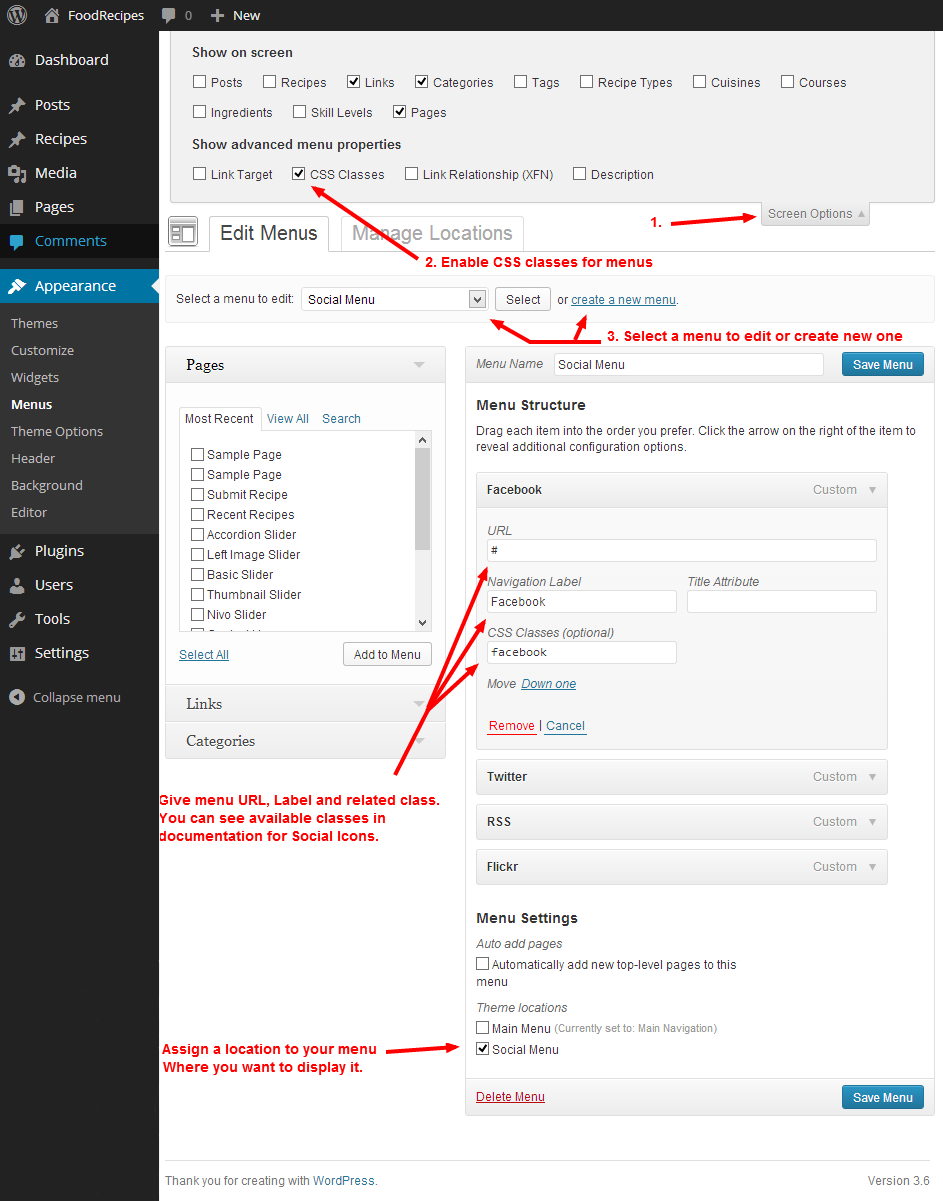 FoodRecipes 0 New
Dashboard
Posts
Recipes
Media
Pages
Comments
Appearance
Themes
Customize
Widgets
Menus
Theme Options
Header
Background
Editor
Plugins
Users
Tools
Settings
Collapse menu
Show on screen
Posts Recipes Links Categories Tags Recipe Types Cuisines Courses
Ingredients Skill Levels Pages
Show advanced menu properties
Link Target CSS Classes Link Relationship (XFN) Description
1. Screen Options
Edit Menus Manage Locations
2. Enable CSS classes for menus
Select a menu to edit: Social Menu Select or create a new menu.
3. Select a menu to edit or create new one
Pages
Most Recent View All Search
Sample Page
Sample Page
Submit Recipe
Recent Recipes
Accordion Slider
Left Image Slider
Basic Slider
Thumbnail Slider
Nivo Slider
Select All Add to Menu
Links
Categories
Give menu URL, Label and related class.
You can see available classes in
documentation for Social Icons.
Menu Name Social Menu Save Menu
Menu Structure
Drag each item into the order you prefer. Click the arrow on the right of the item to
reveal additional configuration options.
Facebook Custom
URL
#
Navigation Label Title Attribute
Facebook
CSS Classes (optional)
facebook
Move Down one
Remove | Cancel
Twitter Custom
RSS Custom
Flickr Custom
Menu Settings
Auto add pages
Automatically add new top-level pages to this
menu
Theme locations
Main Menu (Currently set to: Main Navigation)
Social Menu
Assign a location to your menu
Where you want to display it.
Delete Menu Save Menu
Thank you for creating with WordPress. Version 3.6